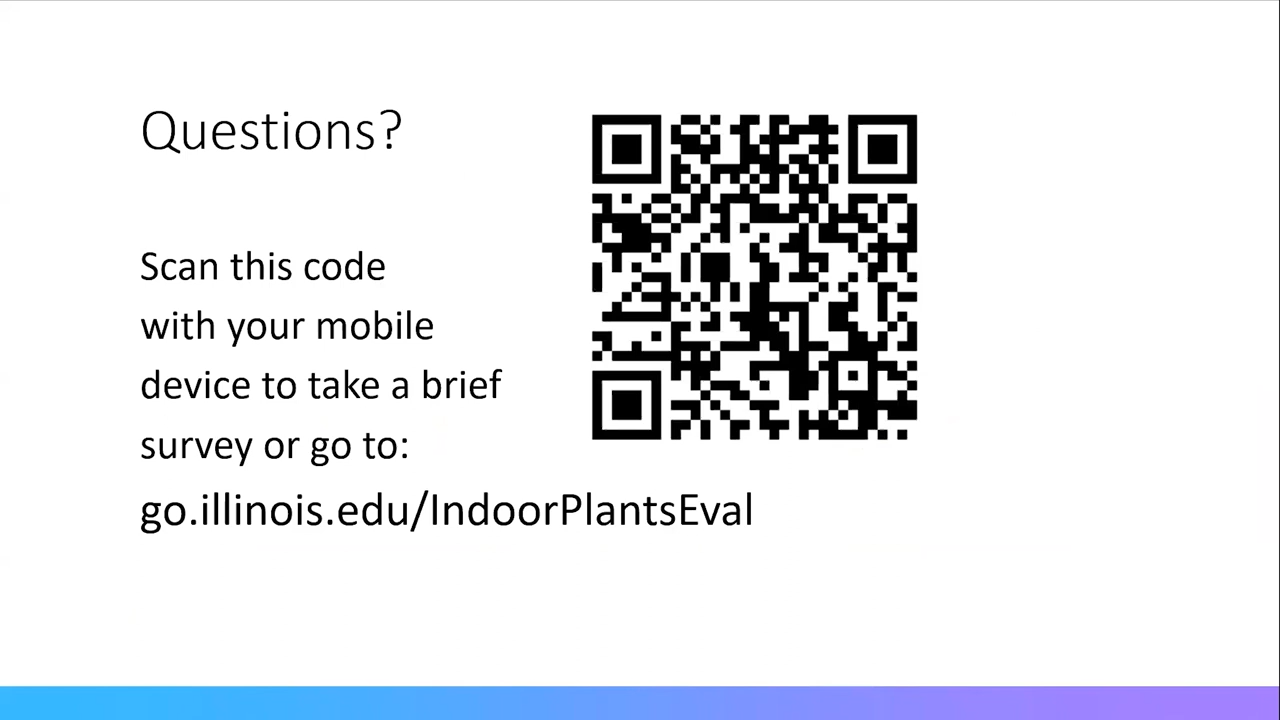 Questions?
Scan this code
with your mobile
device to take a brief
survey or go to:
go.illinois.edu/IndoorPlantsEval